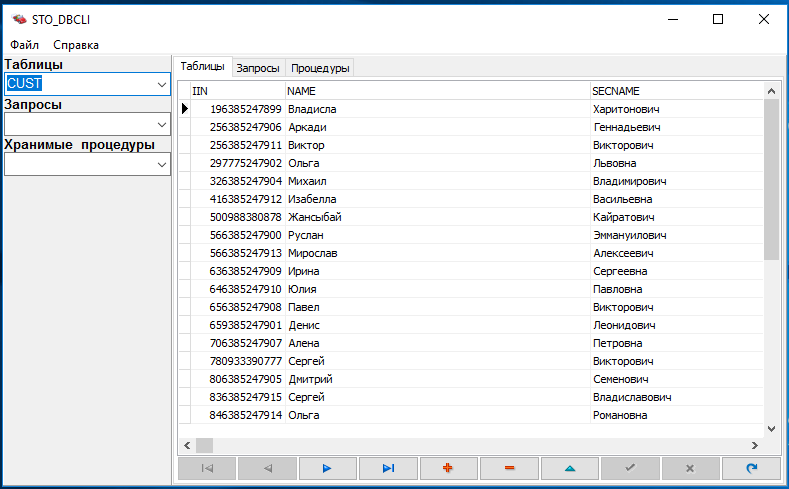 STO_DBCLI
Файл Справка
Таблицы
CUST
Запросы
Хранимые процедуры
Таблицы Запросы Процедуры
IIN NAME SECNAME
196385247899 Владисла Харитонович
256385247906 Аркади Геннадьевич
256385247911 Виктор Викторович
297775247902 Ольга Львовна
326385247904 Михаил Владимирович
416385247912 Изабелла Васильевна
500988380878 Жансыбай Кайратович
566385247900 Руслан Эммануилович
566385247913 Мирослав Алексеевич
636385247909 Ирина Сергеевна
646385247910 Юлия Павловна
656385247908 Павел Викторович
659385247901 Денис Леонидович
706385247907 Алена Петровна
780933390777 Сергей Викторович
806385247905 Дмитрий Семенович
836385247915 Сергей Владиславович
846385247914 Ольга Романовна